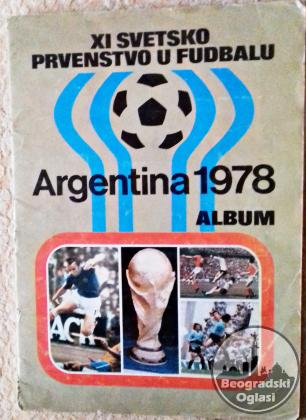 XI SVETSKO
PRVENSTVO U FUDBALU
Argentina 1978
ALBUM
Beogradski
Oglasi